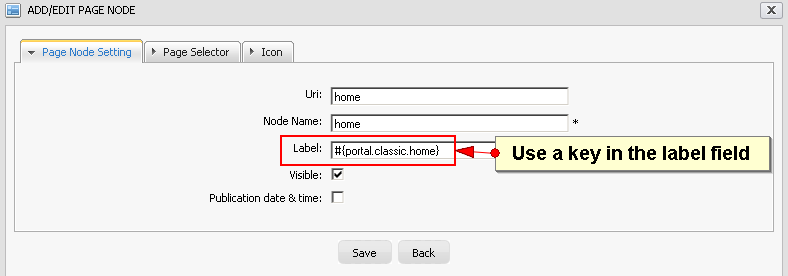 ADD/EDIT PAGE NODE
Page Node Setting Page Selector Icon
Uri: home
Node Name: home *
Label: #{portal.classic.home} Use a key in the label field
Visible:
Publication date & time:
Save Back